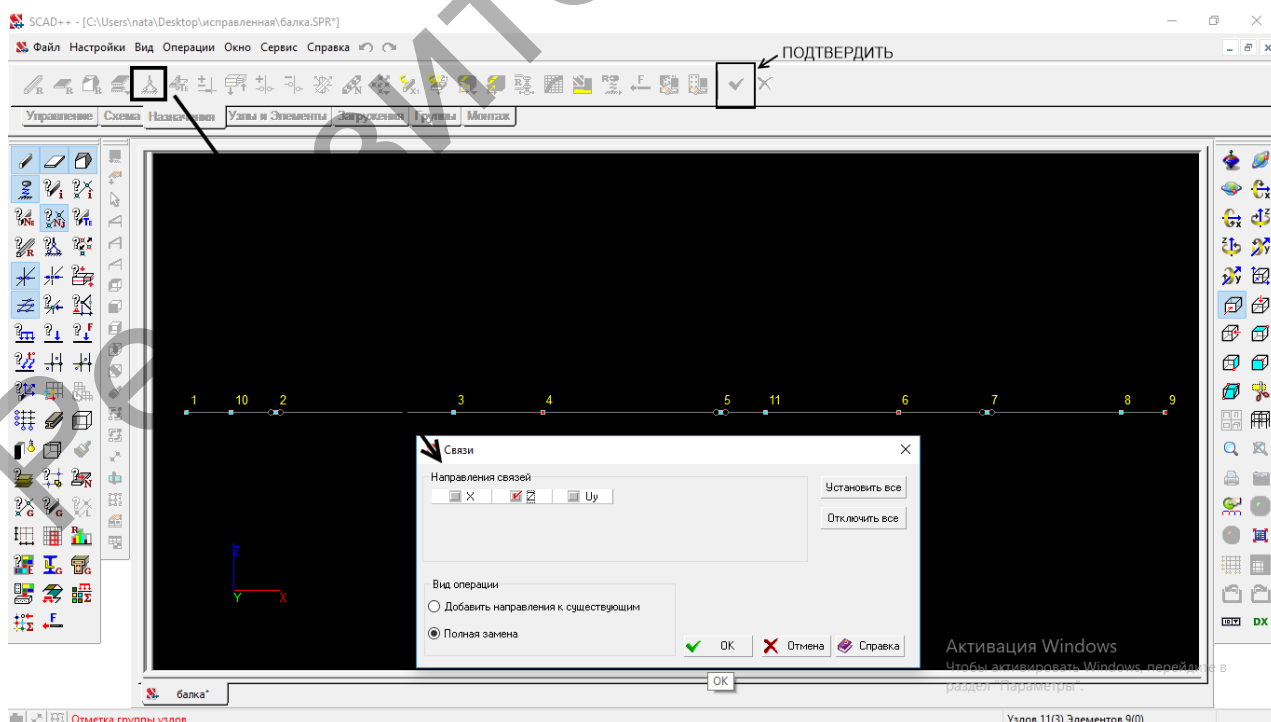 SCAD++ - [C:\Users\nata\Desktop\исправленная\балка.SPR*]
Файл Настройки Вид Операции Окно Сервис Справка
ПОДТВЕРДИТЬ
Управление Схема Назначения Узлы и Элементы Загружения Группы Монтаж
1 10 2 3 4 5 11 6 7 8 9
Связи
Направления связей
X Z Uy
Установить все
Отключить все
Z
Y X
Вид операции
Добавить направления к существующим
Полная замена
OK Отмена Справка
OK
Активация Windows
Чтобы активировать Windows, перейдите в
раздел "Параметры".
балка*
Отметка группы узлов
Узлов 11(3) Элементов 9(0)